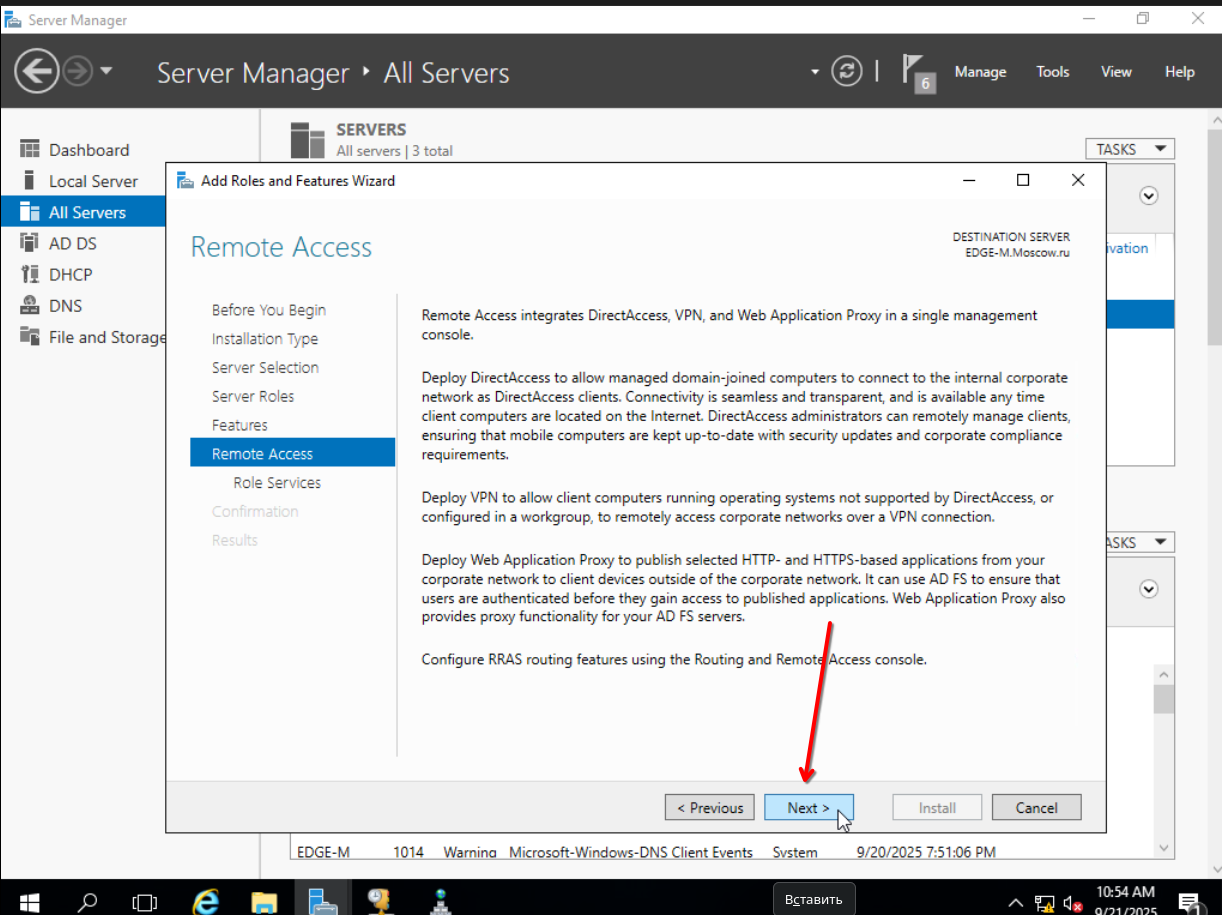 Server Manager
Server Manager
All Servers
6
Manage
Tools
View
Help
Dashboard
Local Server
All Servers
AD DS
DHCP
DNS
File and Storage
SERVERS
All servers | 3 total
TASKS
ivation
ASKS
Add Roles and Features Wizard
Remote Access
DESTINATION SERVER
EDGE-M.Moscow.ru
Before You Begin
Installation Type
Server Selection
Server Roles
Features
Remote Access
Role Services
Confirmation
Results
Remote Access integrates DirectAccess, VPN, and Web Application Proxy in a single management
console.
Deploy DirectAccess to allow managed domain-joined computers to connect to the internal corporate
network as DirectAccess clients. Connectivity is seamless and transparent, and is available any time
client computers are located on the Internet. DirectAccess administrators can remotely manage clients,
ensuring that mobile computers are kept up-to-date with security updates and corporate compliance
requirements.
Deploy VPN to allow client computers running operating systems not supported by DirectAccess, or
configured in a workgroup, to remotely access corporate networks over a VPN connection.
Deploy Web Application Proxy to publish selected HTTP- and HTTPS-based applications from your
corporate network to client devices outside of the corporate network. It can use AD FS to ensure that
users are authenticated before they gain access to published applications. Web Application Proxy also
provides proxy functionality for your AD FS servers.
Configure RRAS routing features using the Routing and Remote Access console.
< Previous
Next >
Install
Cancel
EDGE-M 1014 Warning Microsoft-Windows-DNS Client Events System 9/20/2025 7:51:06 PM
Вставить
10:54 AM
9/21/2025
1